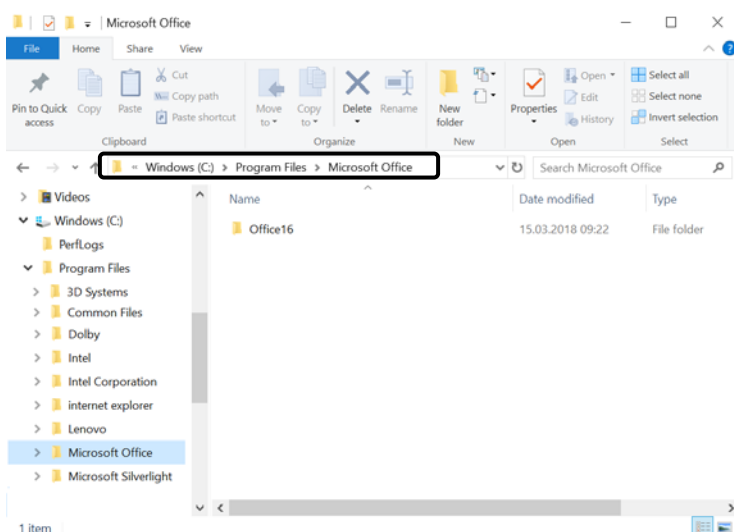 Microsoft Office
File Home Share View
Pin to Quick access
Copy
Paste
Cut
Copy path
Paste shortcut
Move to
Copy to
Delete
Rename
New folder
Properties
Open
Edit
History
Select all
Select none
Invert selection
Clipboard Organize New Open Select
« Windows (C:) > Program Files > Microsoft Office
Search Microsoft Office
Name Date modified Type
Office16 15.03.2018 09:22 File folder
Videos
Windows (C:)
PerfLogs
Program Files
3D Systems
Common Files
Dolby
Intel
Intel Corporation
internet explorer
Lenovo
Microsoft Office
Microsoft Silverlight
1 item